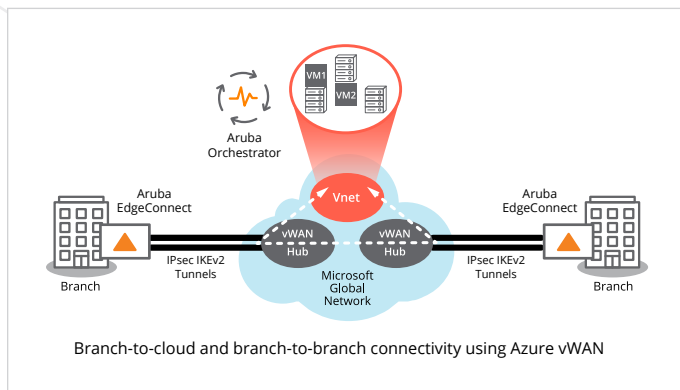 VM1
VM2
Aruba
Orchestrator
Vnet
Aruba
EdgeConnect
Aruba
EdgeConnect
vWAN
Hub
vWAN
Hub
IPsec IKEv2
Tunnels
IPsec IKEv2
Tunnels
Branch
Microsoft
Global
Network
Branch
Branch-to-cloud and branch-to-branch connectivity using Azure vWAN